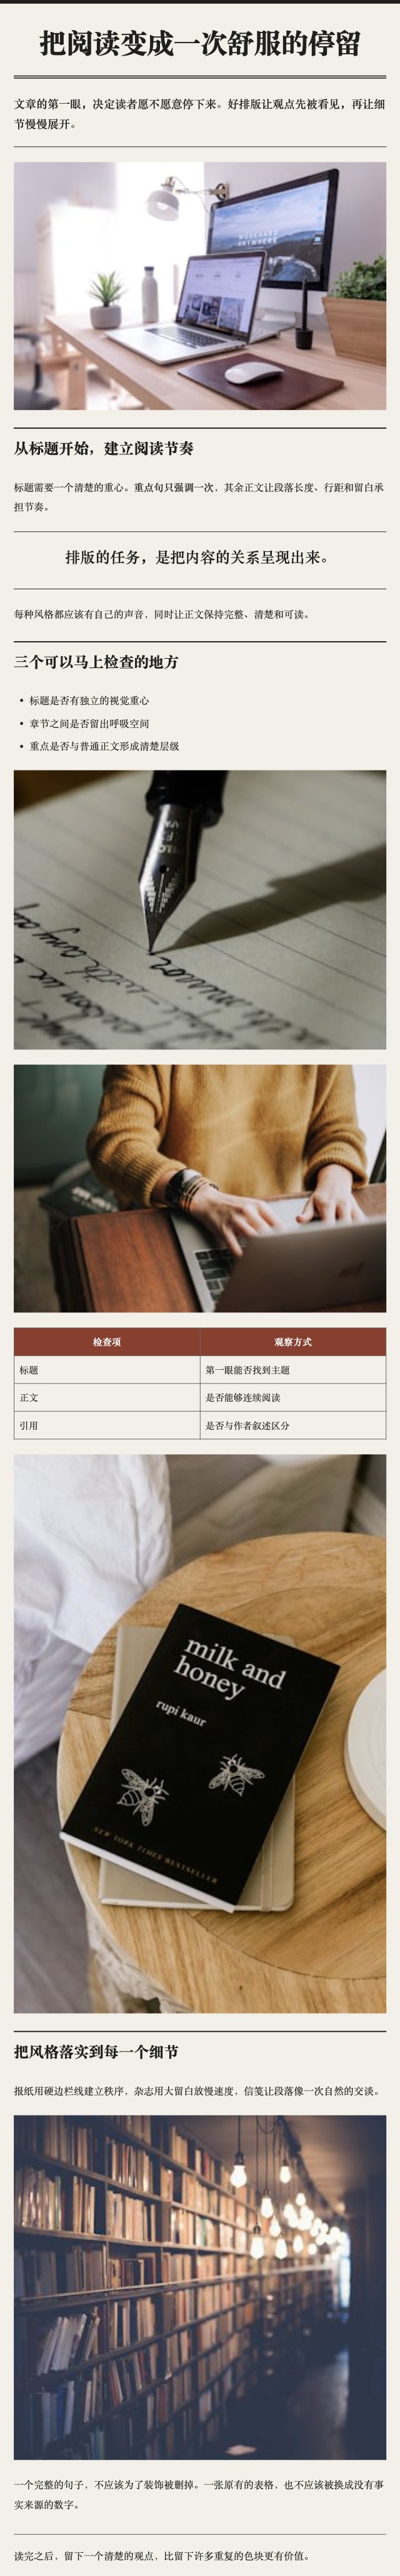 把阅读变成一次舒服的停留
文章的第一眼，决定读者愿不愿意停下来。好排版让观点先被看见，再让细
节慢慢展开。
从标题开始，建立阅读节奏
标题需要一个清楚的重心。重点句只强调一次，其余正文让段落长度、行距和留白承
担节奏。
排版的任务，是把内容的关系呈现出来。
每种风格都应该有自己的声音，同时让正文保持完整、清楚和可读。
三个可以马上检查的地方
• 标题是否有独立的视觉重心
• 章节之间是否留出呼吸空间
• 重点是否与普通正文形成清楚层级
检查项 观察方式
标题 第一眼能否找到主题
正文 是否能够连续阅读
引用 是否与作者叙述区分
milk and
honey
rupi kaur
NEW YORK TIMES BESTSELLER
把风格落实到每一个细节
报纸用硬边栏线建立秩序，杂志用大留白放慢速度，信笺让段落像一次自然的交谈。
一个完整的句子，不应该为了装饰被删掉。一张原有的表格，也不应该被换成没有事
实来源的数字。
读完之后，留下一个清楚的观点，比留下许多重复的色块更有价值。